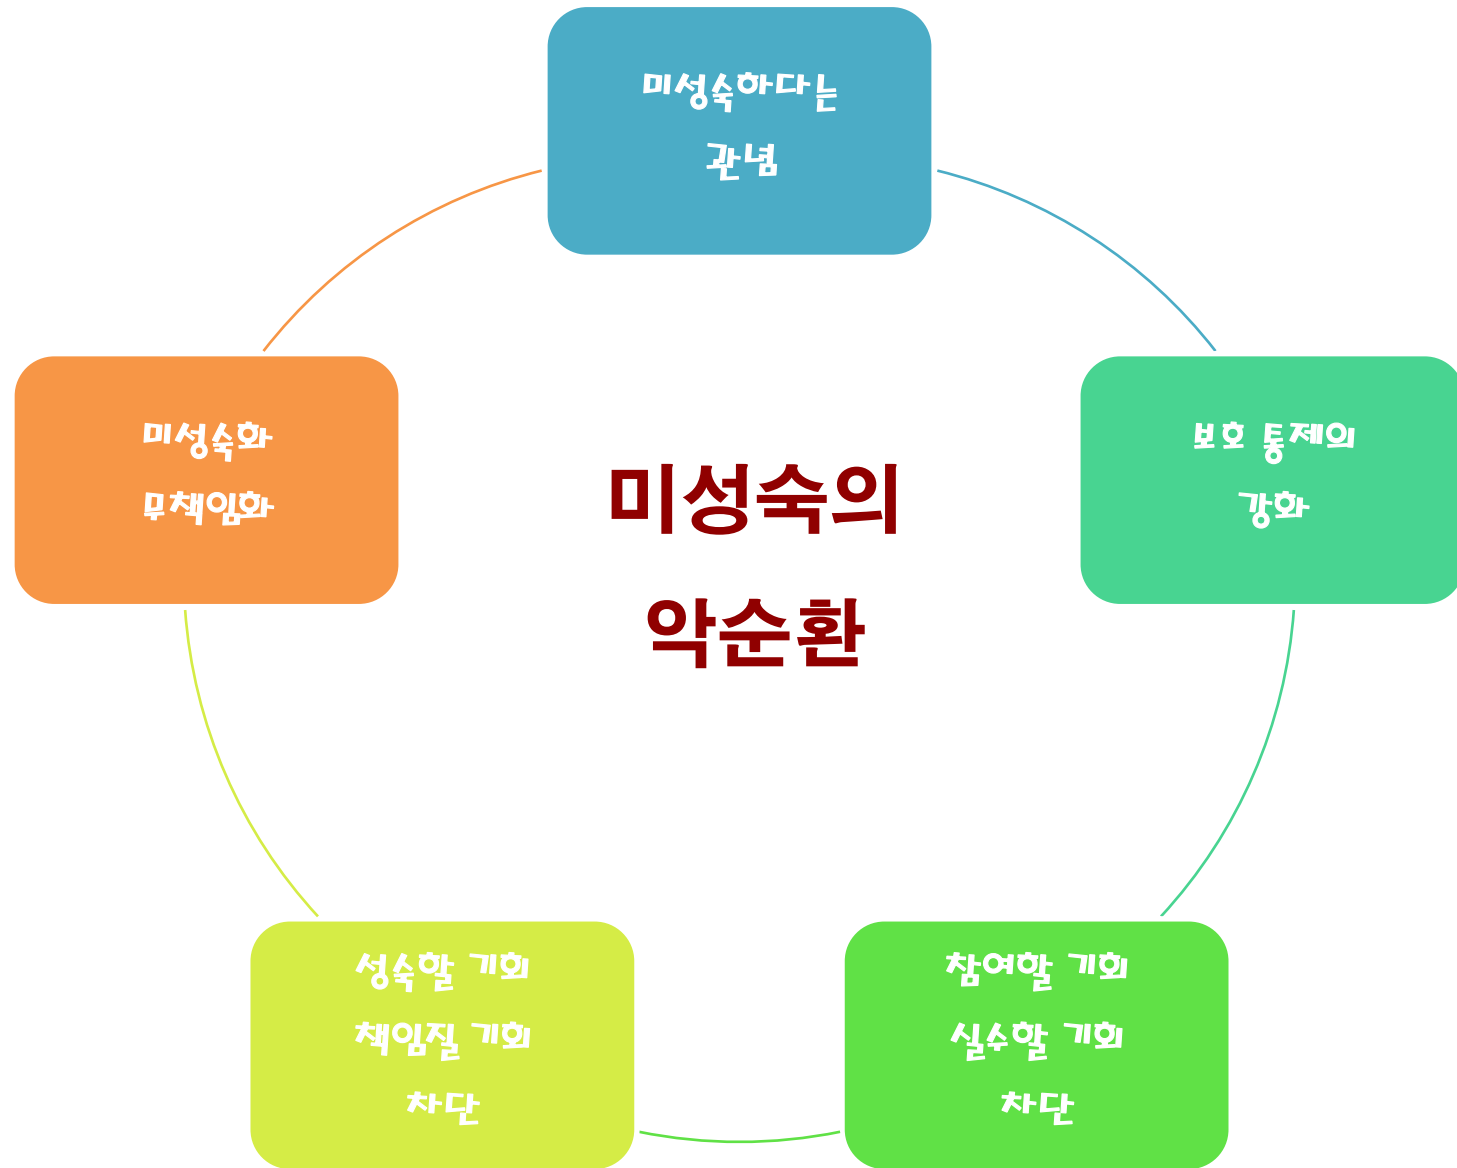 미성숙하다는
관념
보호 통제의
강화
참여할 기회
실수할 기회
차단
성숙할 기회
책임질 기회
차단
미성숙화
무책임화
미성숙의
악순환